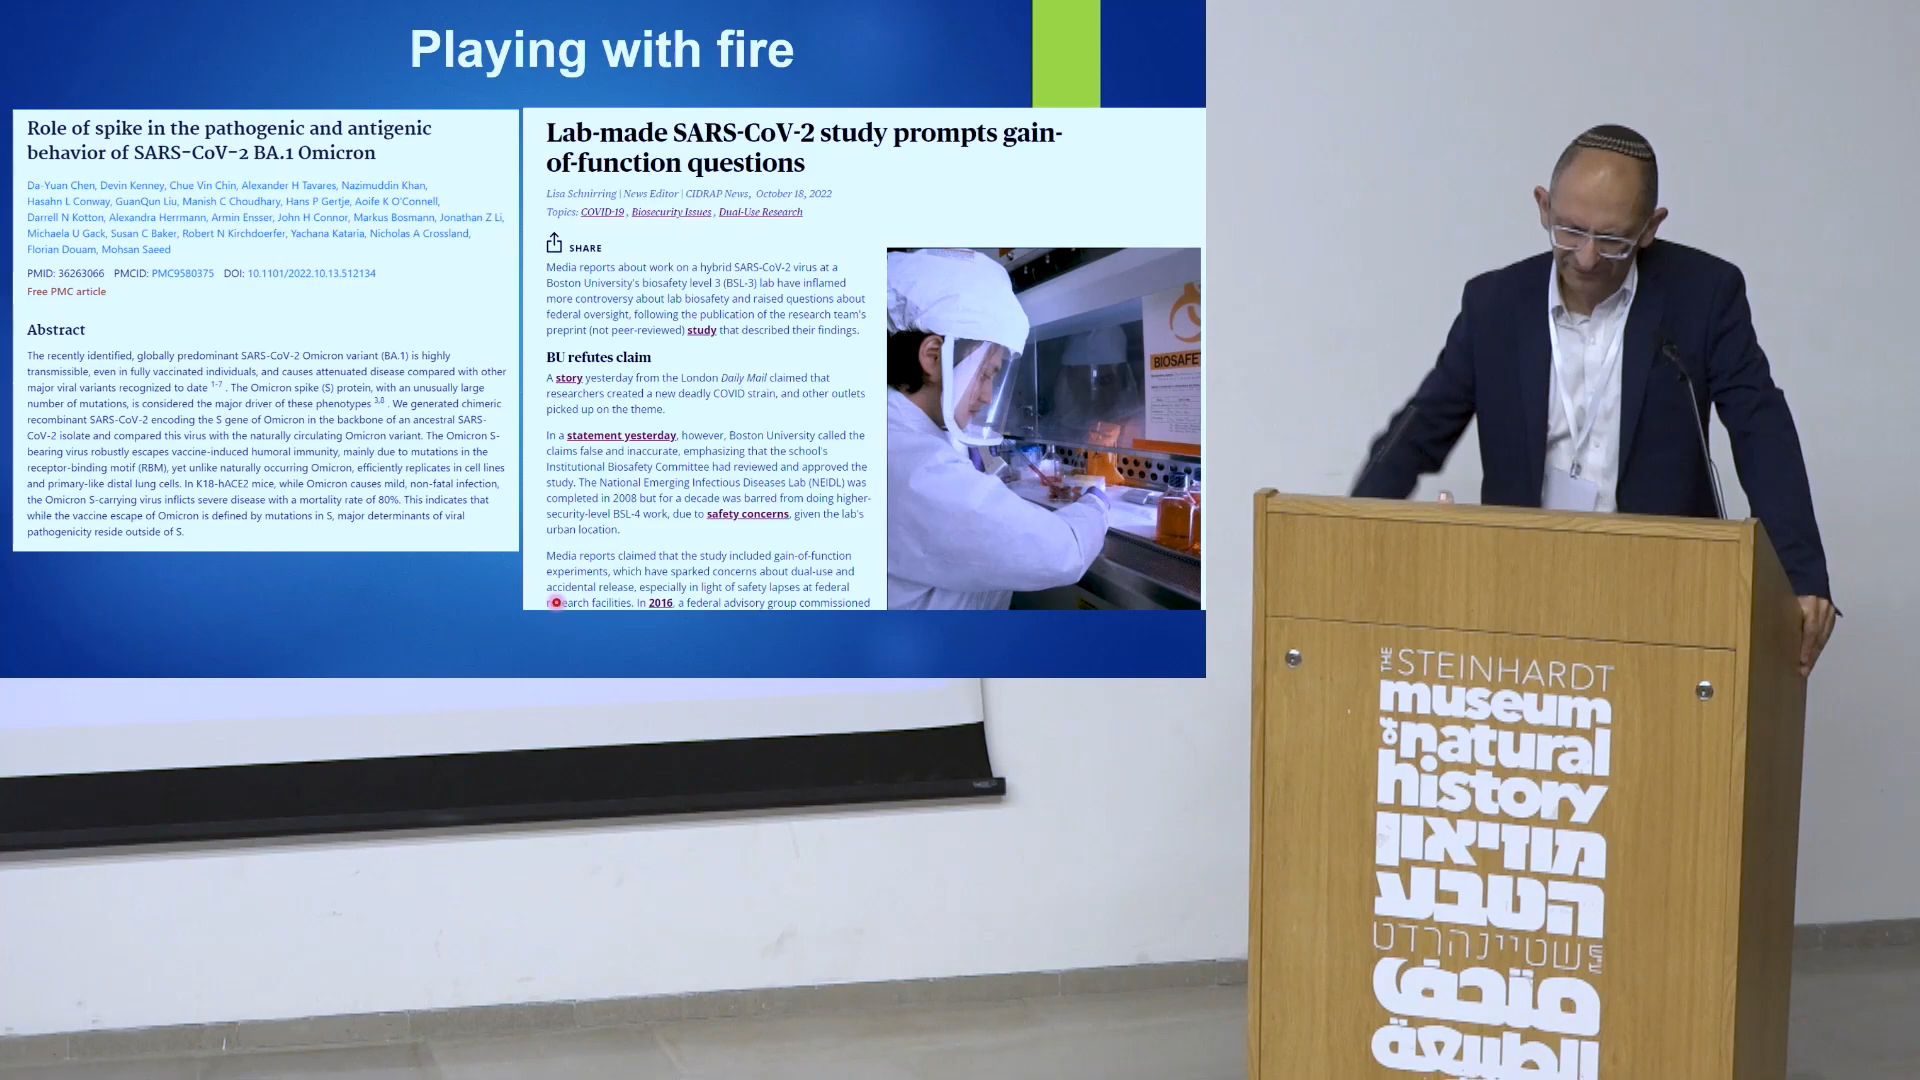 Playing with fire
Role of spike in the pathogenic and antigenic
behavior of SARS-CoV-2 BA.1 Omicron
Da-Yuan Chen, Devin Kenney, Chue Vin Chin, Alexander H Tavares, Nazimuddin Khan,
Hasahn L Conway, GuanQun Liu, Manish C Choudhary, Hans P Gertje, Aoife K O'Connell,
Darrell N Kotton, Alexandra Herrmann, Armin Ensser, John H Connor, Markus Bosmann, Jonathan Z Li,
Michaela U Gack, Susan C Baker, Robert N Kirchdoerfer, Yachana Kataria, Nicholas A Crossland,
Florian Douam, Mohsan Saeed
PMID: 36263066 PMCID: PMC9580375 DOI: 10.1101/2022.10.13.512134
Free PMC article
Abstract
The recently identified, globally predominant SARS-CoV-2 Omicron variant (BA.1) is highly
transmissible, even in fully vaccinated individuals, and causes attenuated disease compared with other
major viral variants recognized to date 1-7 . The Omicron spike (S) protein, with an unusually large
number of mutations, is considered the major driver of these phenotypes 3,8 . We generated chimeric
recombinant SARS-CoV-2 encoding the S gene of Omicron in the backbone of an ancestral SARS-
CoV-2 isolate and compared this virus with the naturally circulating Omicron variant. The Omicron S-
bearing virus robustly escapes vaccine-induced humoral immunity, mainly due to mutations in the
receptor-binding motif (RBM), yet unlike naturally occurring Omicron, efficiently replicates in cell lines
and primary-like distal lung cells. In K18-hACE2 mice, while Omicron causes mild, non-fatal infection,
the Omicron S-carrying virus inflicts severe disease with a mortality rate of 80%. This indicates that
while the vaccine escape of Omicron is defined by mutations in S, major determinants of viral
pathogenicity reside outside of S.
Lab-made SARS-CoV-2 study prompts gain-
of-function questions
Lisa Schnirring | News Editor | CIDRAP News, October 18, 2022
Topics: COVID-19 , Biosecurity Issues , Dual-Use Research
SHARE
Media reports about work on a hybrid SARS-CoV-2 virus at a
Boston University's biosafety level 3 (BSL-3) lab have inflamed
more controversy about lab biosafety and raised questions about
federal oversight, following the publication of the research team's
preprint (not peer-reviewed) study that described their findings.
BU refutes claim
A story yesterday from the London Daily Mail claimed that
researchers created a new deadly COVID strain, and other outlets
picked up on the theme.
In a statement yesterday, however, Boston University called the
claims false and inaccurate, emphasizing that the school's
Institutional Biosafety Committee had reviewed and approved the
study. The National Emerging Infectious Diseases Lab (NEIDL) was
completed in 2008 but for a decade was barred from doing higher-
security-level BSL-4 work, due to safety concerns, given the lab's
urban location.
Media reports claimed that the study included gain-of-function
experiments, which have sparked concerns about dual-use and
accidental release, especially in light of safety lapses at federal
research facilities. In 2016, a federal advisory group commissioned
BIOSAFE
THE STEINHARDT
museum
of natural
history
מוזיאון
הטבע
ע״ש שטיינהרדט
متحف
الطبيعة